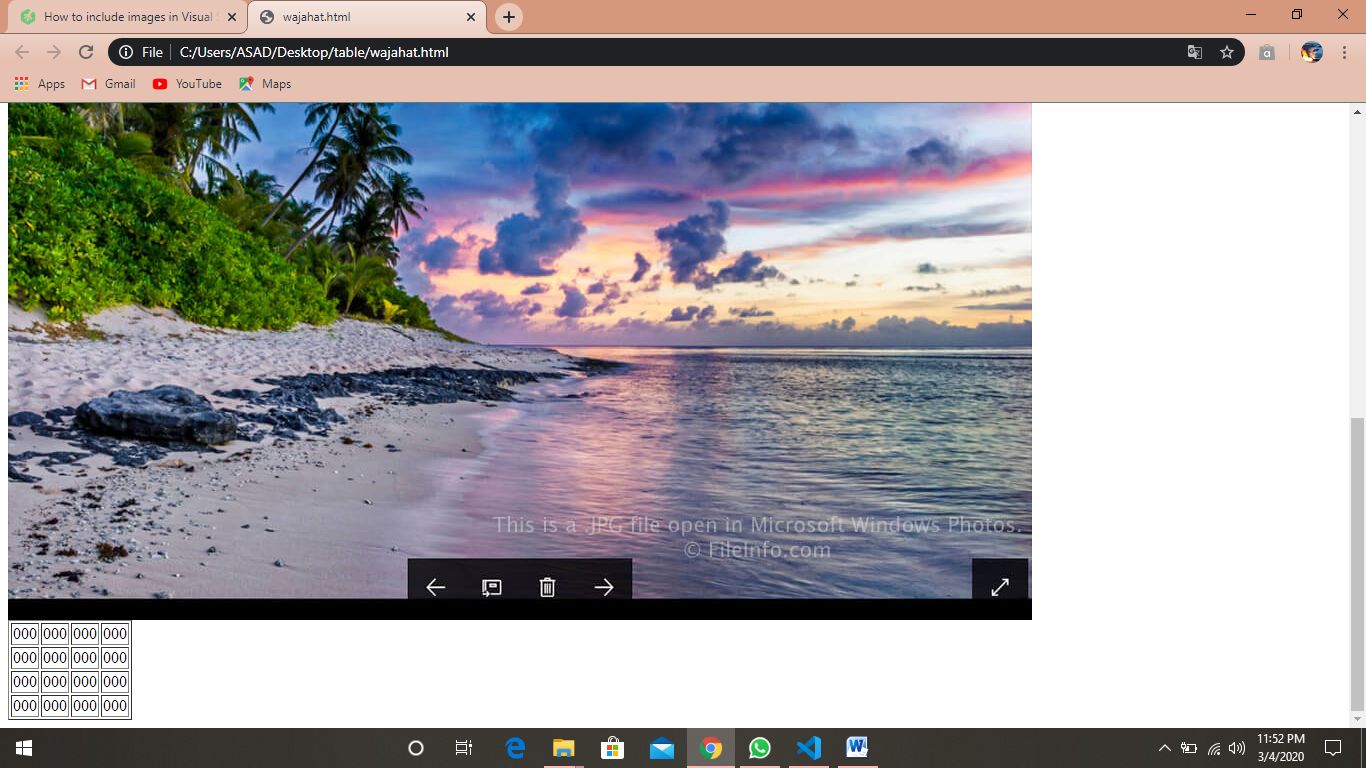 How to include images in Visual
wajahat.html
File
C:/Users/ASAD/Desktop/table/wajahat.html
Apps
Gmail
YouTube
Maps
This is a .JPG file open in Microsoft Windows Photos.
© FileInfo.com
000 000 000 000
000 000 000 000
000 000 000 000
000 000 000 000
11:52 PM
3/4/2020